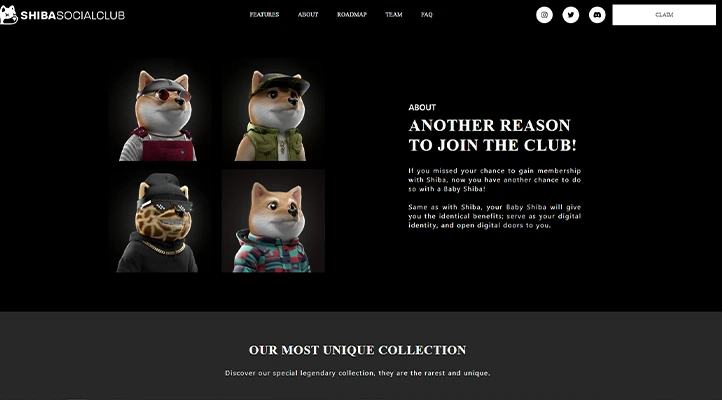 SHIBASOCIALCLUB
FEATURES
ABOUT
ROADMAP
TEAM
FAQ
CLAIM
ABOUT
ANOTHER REASON
TO JOIN THE CLUB!
If you missed your chance to gain membership
with Shiba, now you have another chance to do
so with a Baby Shiba!
Same as with Shiba, your Baby Shiba will give
you the identical benefits; serve as your digital
identity, and open digital doors to you.
OUR MOST UNIQUE COLLECTION
Discover our special legendary collection, they are the rarest and unique.